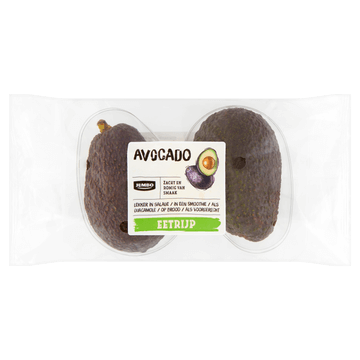 AVOCADO
JUMBO
ZACHT EN
ROMIG VAN
SMAAK
LEKKER IN SALADE / IN EEN SMOOTHIE / ALS
GUACAMOLE / OP BROOD / ALS VOORGERECHT
EETRIJP